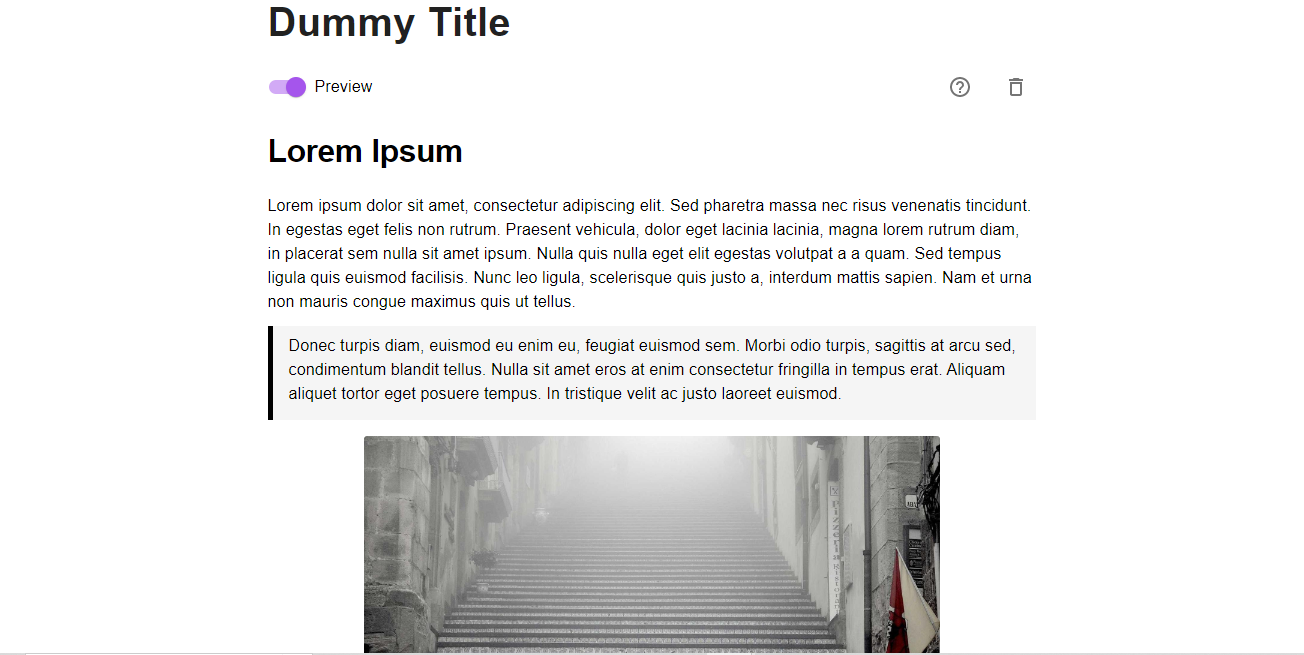 Dummy Title
Preview
Lorem Ipsum
Lorem ipsum dolor sit amet, consectetur adipiscing elit. Sed pharetra massa nec risus venenatis tincidunt.
In egestas eget felis non rutrum. Praesent vehicula, dolor eget lacinia lacinia, magna lorem rutrum diam,
in placerat sem nulla sit amet ipsum. Nulla quis nulla eget elit egestas volutpat a a quam. Sed tempus
ligula quis euismod facilisis. Nunc leo ligula, scelerisque quis justo a, interdum mattis sapien. Nam et urna
non mauris congue maximus quis ut tellus.
Donec turpis diam, euismod eu enim eu, feugiat euismod sem. Morbi odio turpis, sagittis at arcu sed,
condimentum blandit tellus. Nulla sit amet eros at enim consectetur fringilla in tempus erat. Aliquam
aliquet tortor eget posuere tempus. In tristique velit ac justo laoreet euismod.
Pizzeria